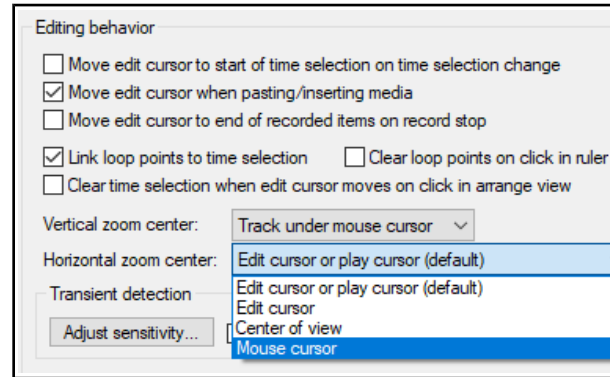 Editing behavior
Move edit cursor to start of time selection on time selection change
Move edit cursor when pasting/inserting media
Move edit cursor to end of recorded items on record stop
Link loop points to time selection Clear loop points on click in ruler
Clear time selection when edit cursor moves on click in arrange view
Vertical zoom center: Track under mouse cursor
Horizontal zoom center: Edit cursor or play cursor (default)
Transient detection Edit cursor or play cursor (default)
Edit cursor
Adjust sensitivity... Center of view
Mouse cursor